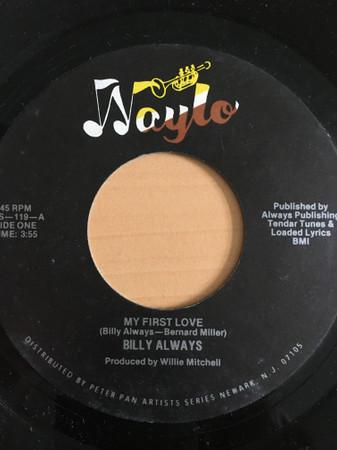 Waylo
45 RPM
S-119-A
IDE ONE
ME: 3:55
Published by
Always Publishing
Tendar Tunes &
Loaded Lyrics
BMI
MY FIRST LOVE
(Billy Always—Bernard Miller)
BILLY ALWAYS
Produced by Willie Mitchell
DISTRIBUTED BY PETER PAN ARTISTS SERIES NEWARK, N.J. 07105